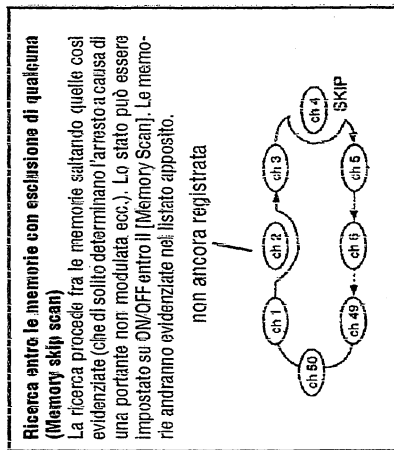 Ricerca entro le memorie con esclusione di qualcuna
(Memory skip scan)
La ricerca procede fra le memorie saltando quelle così
evidenziate (che di solito determinano l'arresto a causa di
una portante non modulata ecc.). Lo stato può essere
impostato su ON/OFF entro il [Memory Scan]. Le memo-
rie andranno evidenziate nel listato apposito.
non ancora registrata
ch 1
ch 2
ch 3
ch 4
SKIP
ch 50
ch 49
ch 6
ch 5